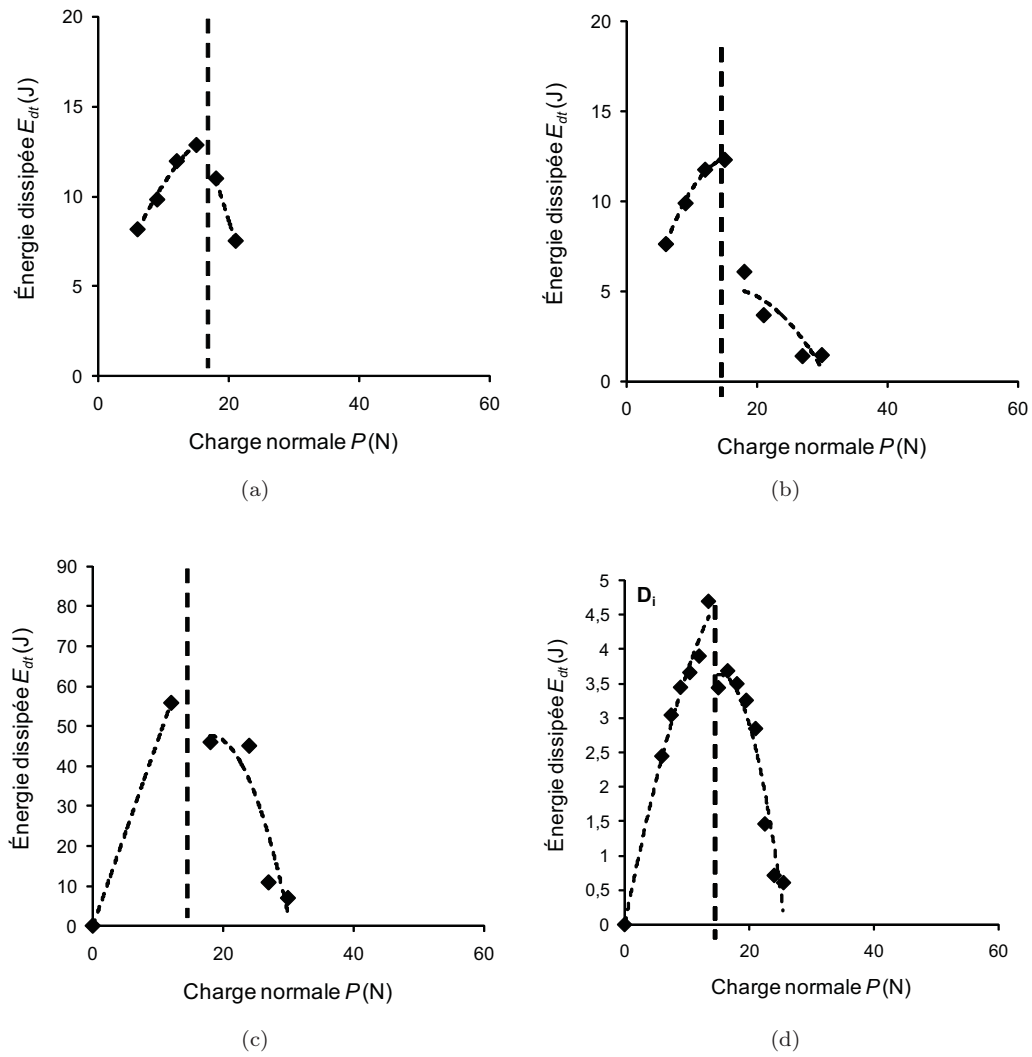 20
15
10
5
0
0 20 40 60
Énergie dissipée E_dt (J)
Charge normale P (N)
(a)
20
15
10
5
0
0 20 40 60
Énergie dissipée E_dt (J)
Charge normale P (N)
(b)
90
80
70
60
50
40
30
20
10
0
0 20 40 60
Énergie dissipée E_dt (J)
Charge normale P (N)
(c)
D_i
5
4,5
4
3,5
3
2,5
2
1,5
1
0,5
0
0 20 40 60
Énergie dissipée E_dt (J)
Charge normale P (N)
(d)